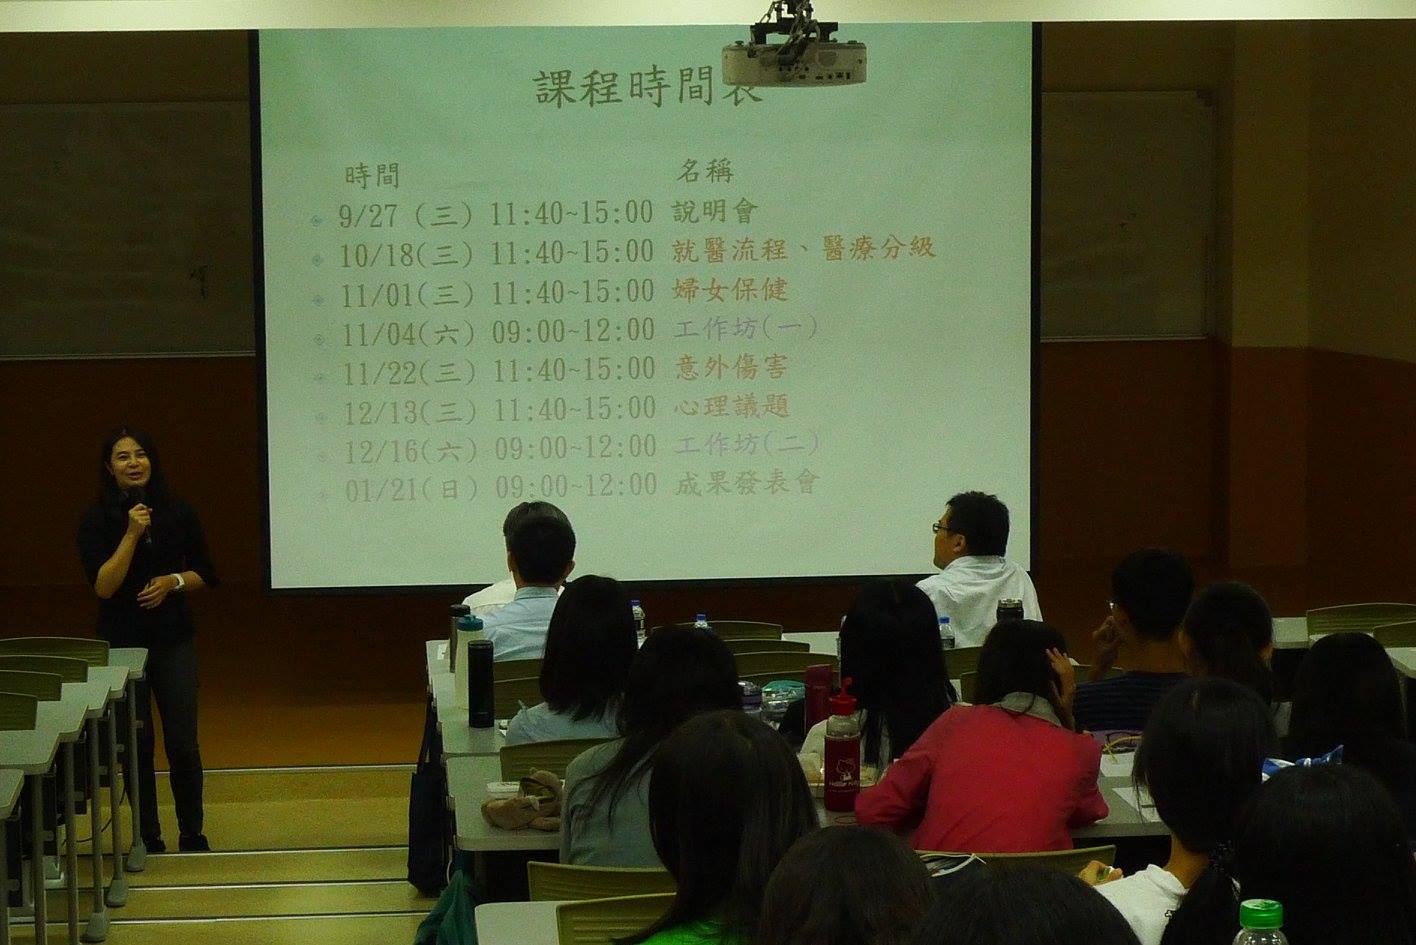 課程時間表
時間 名稱
9/27 (三) 11:40~15:00 說明會
10/18(三) 11:40~15:00 就醫流程、醫療分級
11/01(三) 11:40~15:00 婦女保健
11/04(六) 09:00~12:00 工作坊(一)
11/22(三) 11:40~15:00 意外傷害
12/13(三) 11:40~15:00 心理議題
12/16(六) 09:00~12:00 工作坊(二)
01/21(日) 09:00~12:00 成果發表會